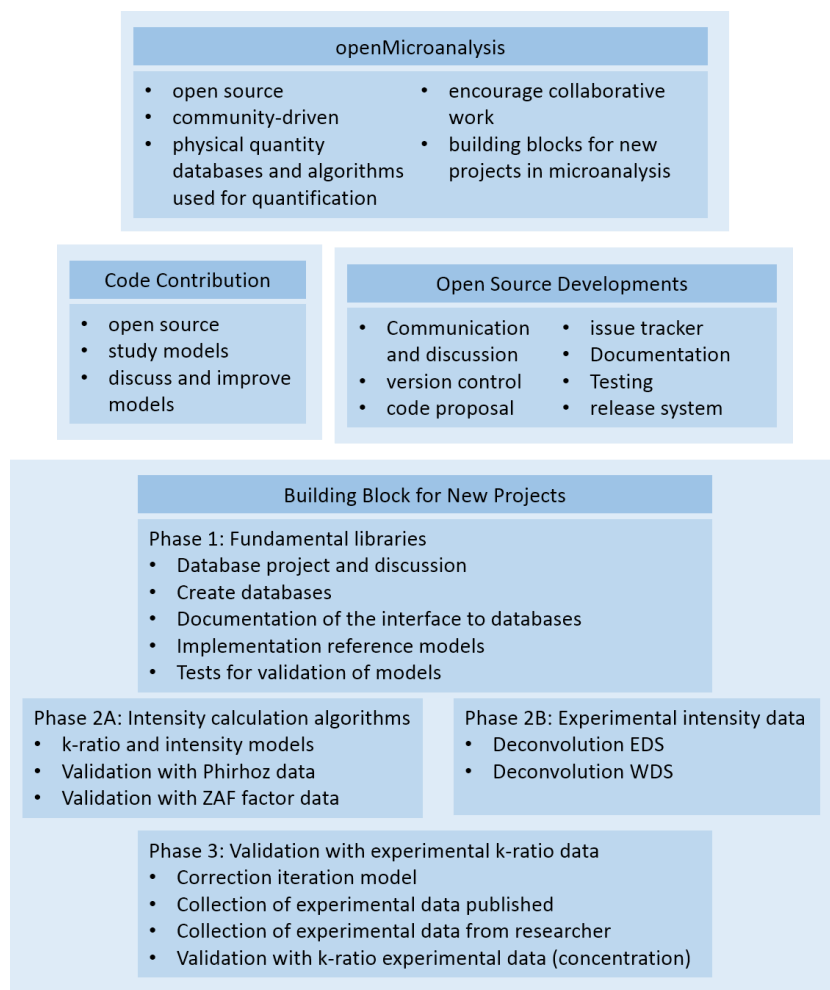 openMicroanalysis
• open source
• community-driven
• physical quantity
databases and algorithms
used for quantification
• encourage collaborative
work
• building blocks for new
projects in microanalysis
Code Contribution
• open source
• study models
• discuss and improve
models
Open Source Developments
• Communication
and discussion
• version control
• code proposal
• issue tracker
• Documentation
• Testing
• release system
Building Block for New Projects
Phase 1: Fundamental libraries
• Database project and discussion
• Create databases
• Documentation of the interface to databases
• Implementation reference models
• Tests for validation of models
Phase 2A: Intensity calculation algorithms
• k-ratio and intensity models
• Validation with Phirhoz data
• Validation with ZAF factor data
Phase 2B: Experimental intensity data
• Deconvolution EDS
• Deconvolution WDS
Phase 3: Validation with experimental k-ratio data
• Correction iteration model
• Collection of experimental data published
• Collection of experimental data from researcher
• Validation with k-ratio experimental data (concentration)